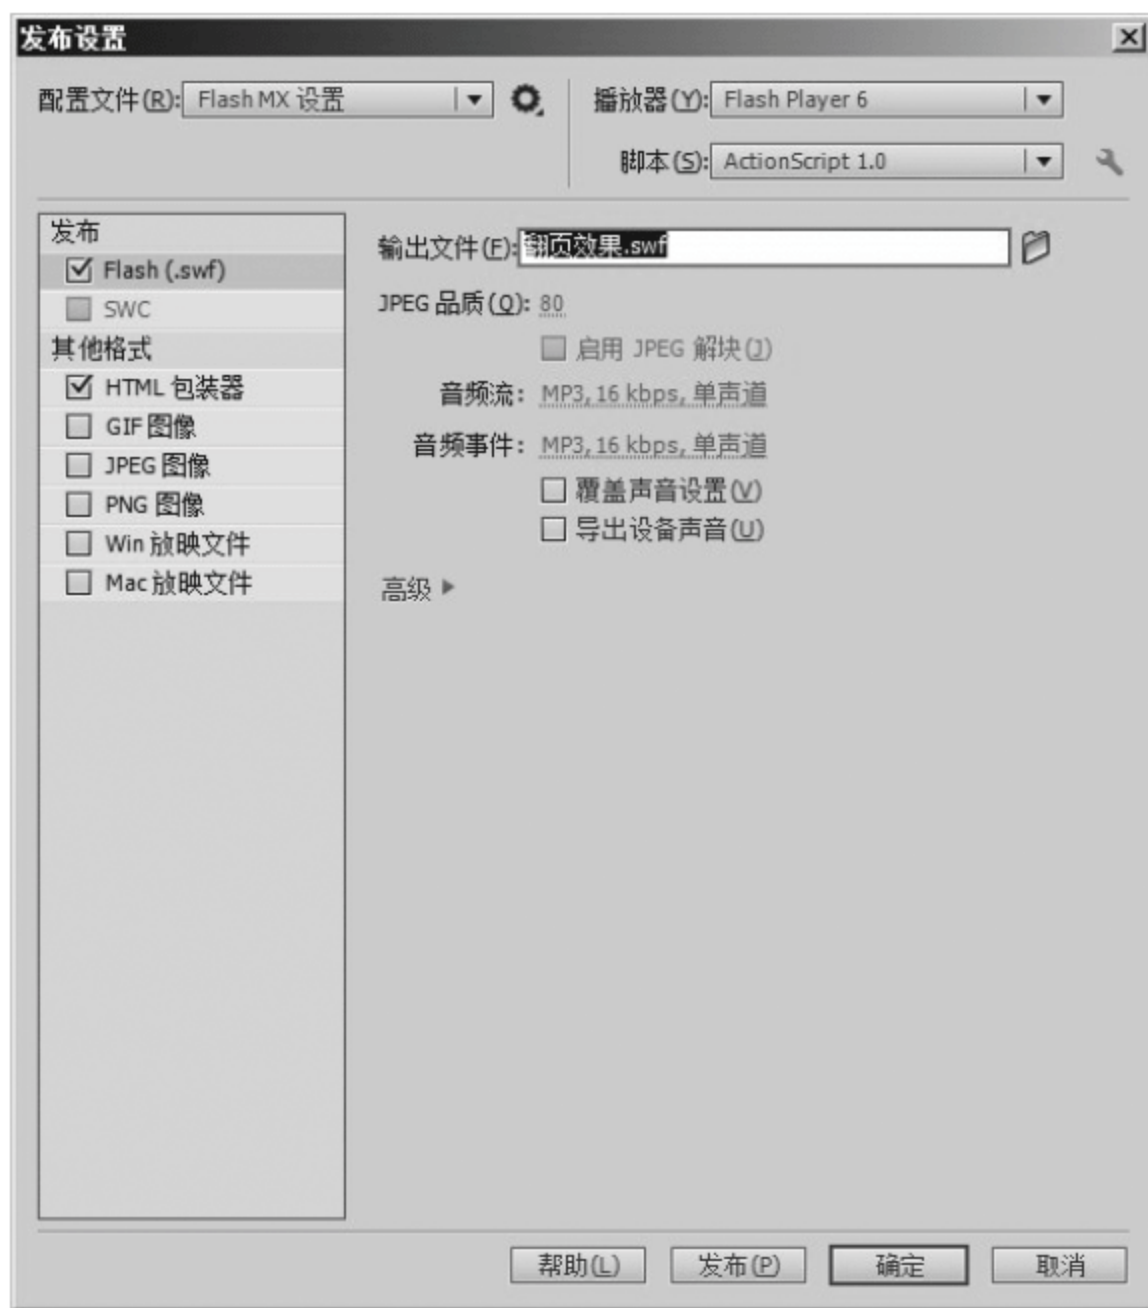 发布设置
配置文件(R): Flash MX 设置
播放器(Y): Flash Player 6
脚本(S): ActionScript 1.0
发布
Flash (.swf)
SWC
其他格式
HTML 包装器
GIF 图像
JPEG 图像
PNG 图像
Win 放映文件
Mac 放映文件
输出文件(F): 翻页效果.swf
JPEG 品质(Q): 80
启用 JPEG 解块(J)
音频流: MP3, 16 kbps, 单声道
音频事件: MP3, 16 kbps, 单声道
覆盖声音设置(V)
导出设备声音(U)
高级
帮助(L) 发布(P) 确定 取消